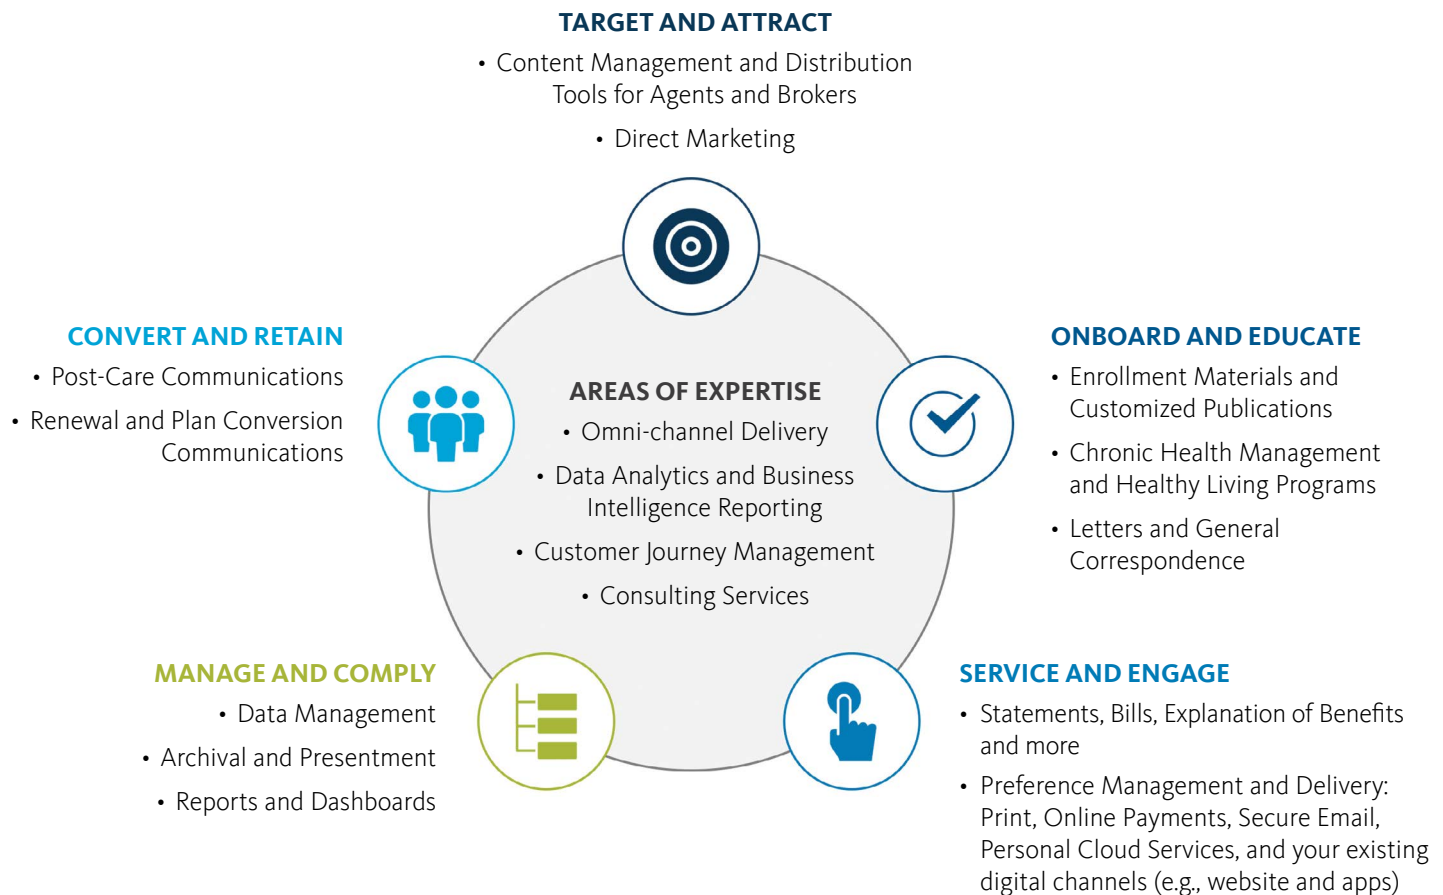 TARGET AND ATTRACT
• Content Management and Distribution
Tools for Agents and Brokers
• Direct Marketing
CONVERT AND RETAIN
• Post-Care Communications
• Renewal and Plan Conversion
Communications
AREAS OF EXPERTISE
• Omni-channel Delivery
• Data Analytics and Business
Intelligence Reporting
• Customer Journey Management
• Consulting Services
ONBOARD AND EDUCATE
• Enrollment Materials and
Customized Publications
• Chronic Health Management
and Healthy Living Programs
• Letters and General
Correspondence
MANAGE AND COMPLY
• Data Management
• Archival and Presentment
• Reports and Dashboards
SERVICE AND ENGAGE
• Statements, Bills, Explanation of Benefits
and more
• Preference Management and Delivery:
Print, Online Payments, Secure Email,
Personal Cloud Services, and your existing
digital channels (e.g., website and apps)